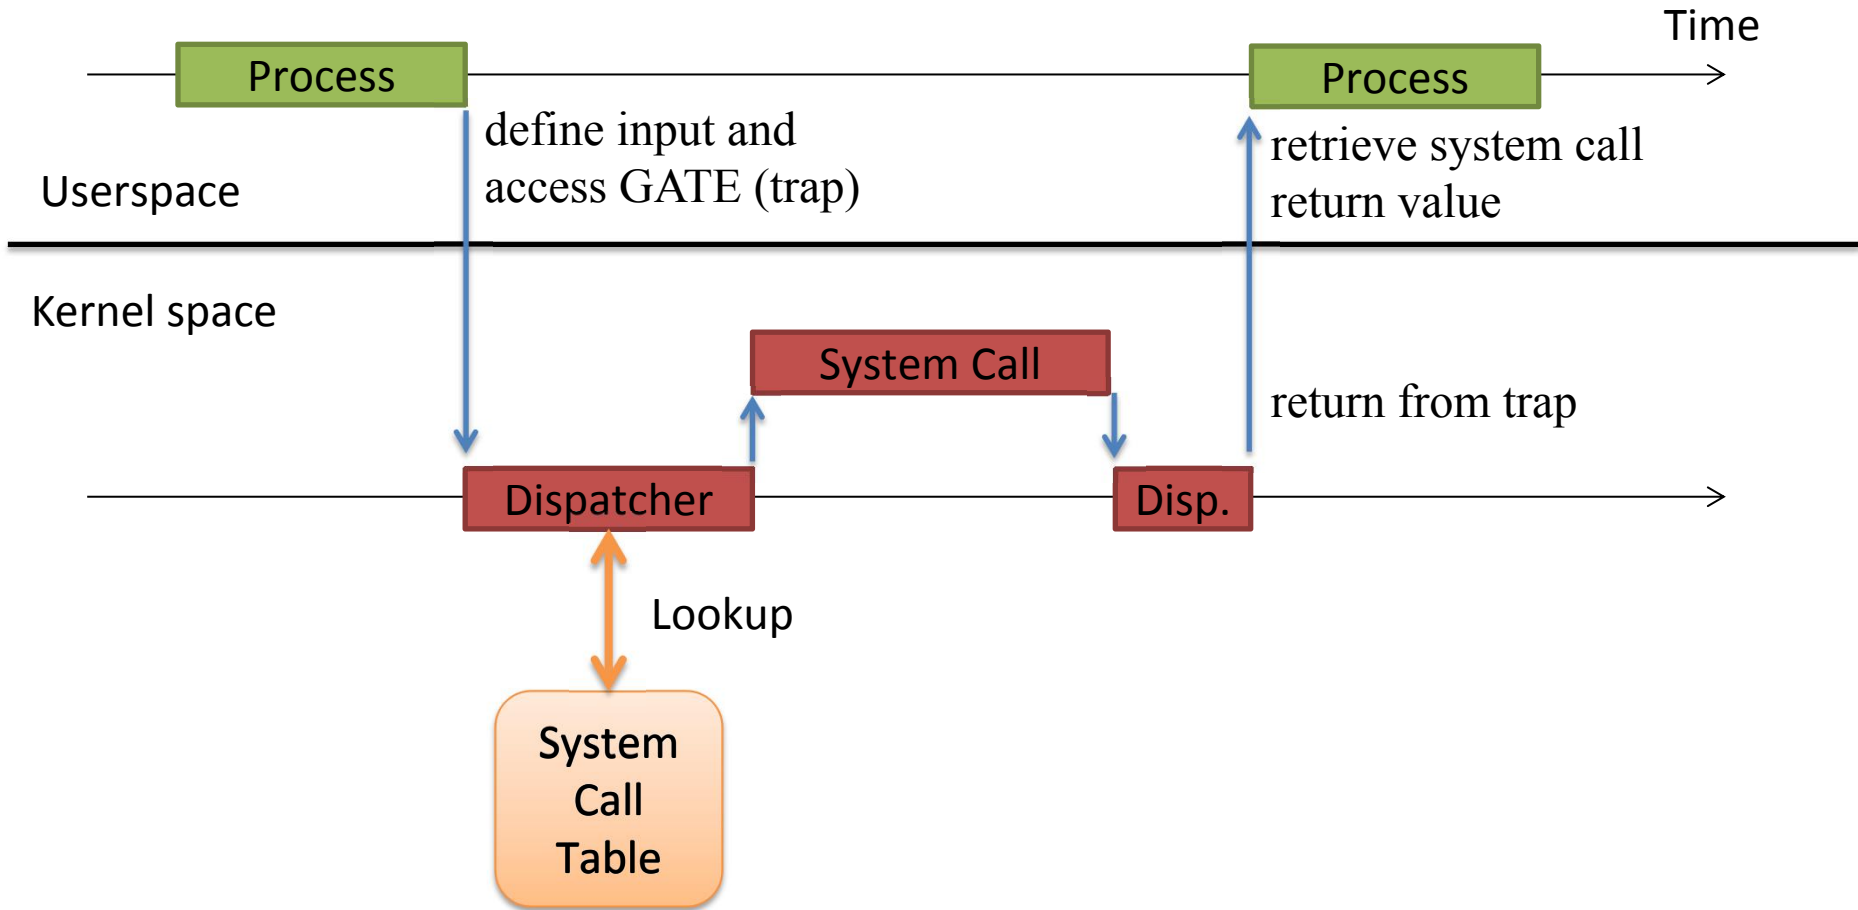 Time
Process
Process
define input and
access GATE (trap)
retrieve system call
return value
Userspace
Kernel space
System Call
return from trap
Dispatcher
Disp.
Lookup
System
Call
Table